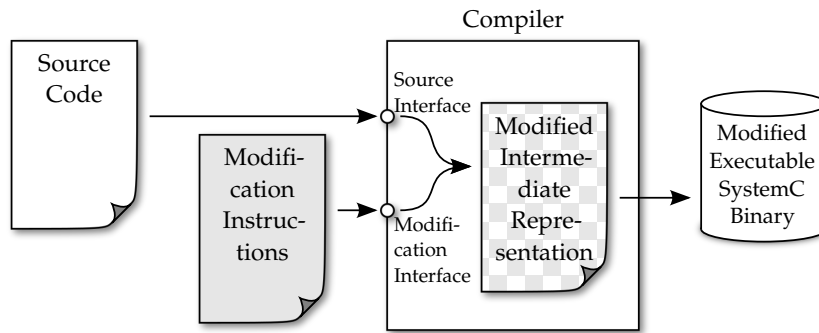 Compiler
Source
Code
Source
Interface
Modifi-
cation
Instruc-
tions
Modifi-
cation
Interface
Modified
Interme-
diate
Repre-
sentation
Modified
Executable
SystemC
Binary